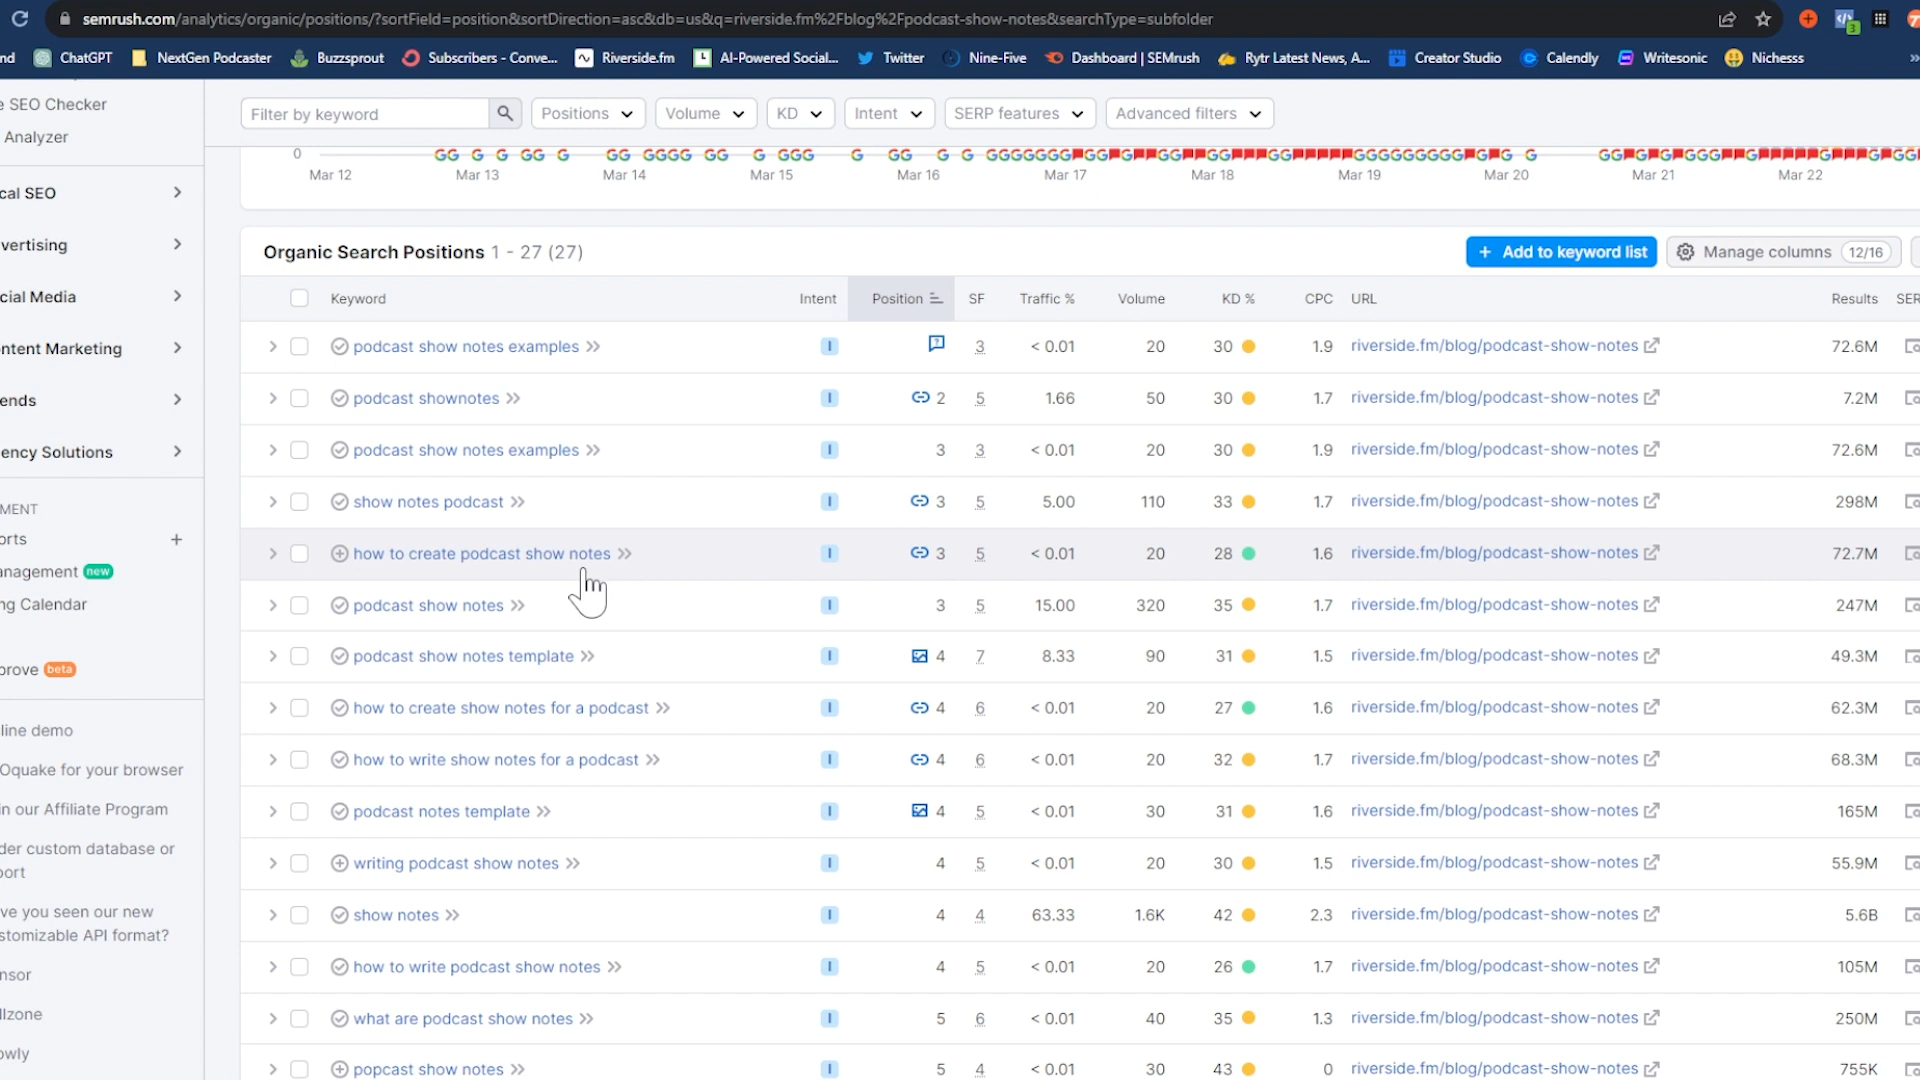 semrush.com/analytics/organic/positions/?sortField=position&sortDirection=asc&db=us&q=riverside.fm%2Fblog%2Fpodcast-show-notes&searchType=subfolder
nd ChatGPT NextGen Podcaster Buzzsprout Subscribers - Conve... Riverside.fm AI-Powered Social... Twitter Nine-Five Dashboard | SEMrush Rytr Latest News, A... Creator Studio Calendly Writesonic Nichesss »
e SEO Checker
Analyzer
cal SEO
vertising
cial Media
ntent Marketing
ends
ency Solutions
MENT
orts +
anagement new
ng Calendar
prove beta
line demo
Oquake for your browser
in our Affiliate Program
der custom database or
port
ve you seen our new
stomizable API format?
nsor
llzone
owly
Filter by keyword Positions Volume KD Intent SERP features Advanced filters
0
Mar 12 Mar 13 Mar 14 Mar 15 Mar 16 Mar 17 Mar 18 Mar 19 Mar 20 Mar 21 Mar 22
Organic Search Positions 1 - 27 (27) + Add to keyword list Manage columns 12/16
Keyword Intent Position SF Traffic % Volume KD % CPC URL Results SER
podcast show notes examples » I 3 < 0.01 20 30 1.9 riverside.fm/blog/podcast-show-notes 72.6M
podcast shownotes » I 2 5 1.66 50 30 1.7 riverside.fm/blog/podcast-show-notes 7.2M
podcast show notes examples » I 3 3 < 0.01 20 30 1.9 riverside.fm/blog/podcast-show-notes 72.6M
show notes podcast » I 3 5 5.00 110 33 1.7 riverside.fm/blog/podcast-show-notes 298M
how to create podcast show notes » I 3 5 < 0.01 20 28 1.6 riverside.fm/blog/podcast-show-notes 72.7M
podcast show notes » I 3 5 15.00 320 35 1.7 riverside.fm/blog/podcast-show-notes 247M
podcast show notes template » I 4 7 8.33 90 31 1.5 riverside.fm/blog/podcast-show-notes 49.3M
how to create show notes for a podcast » I 4 6 < 0.01 20 27 1.6 riverside.fm/blog/podcast-show-notes 62.3M
how to write show notes for a podcast » I 4 6 < 0.01 20 32 1.7 riverside.fm/blog/podcast-show-notes 68.3M
podcast notes template » I 4 5 < 0.01 30 31 1.6 riverside.fm/blog/podcast-show-notes 165M
writing podcast show notes » I 4 5 < 0.01 20 30 1.5 riverside.fm/blog/podcast-show-notes 55.9M
show notes » I 4 4 63.33 1.6K 42 2.3 riverside.fm/blog/podcast-show-notes 5.6B
how to write podcast show notes » I 4 5 < 0.01 20 26 1.7 riverside.fm/blog/podcast-show-notes 105M
what are podcast show notes » I 5 6 < 0.01 40 35 1.3 riverside.fm/blog/podcast-show-notes 250M
popcast show notes » I 5 4 < 0.01 30 43 0 riverside.fm/blog/podcast-show-notes 755K